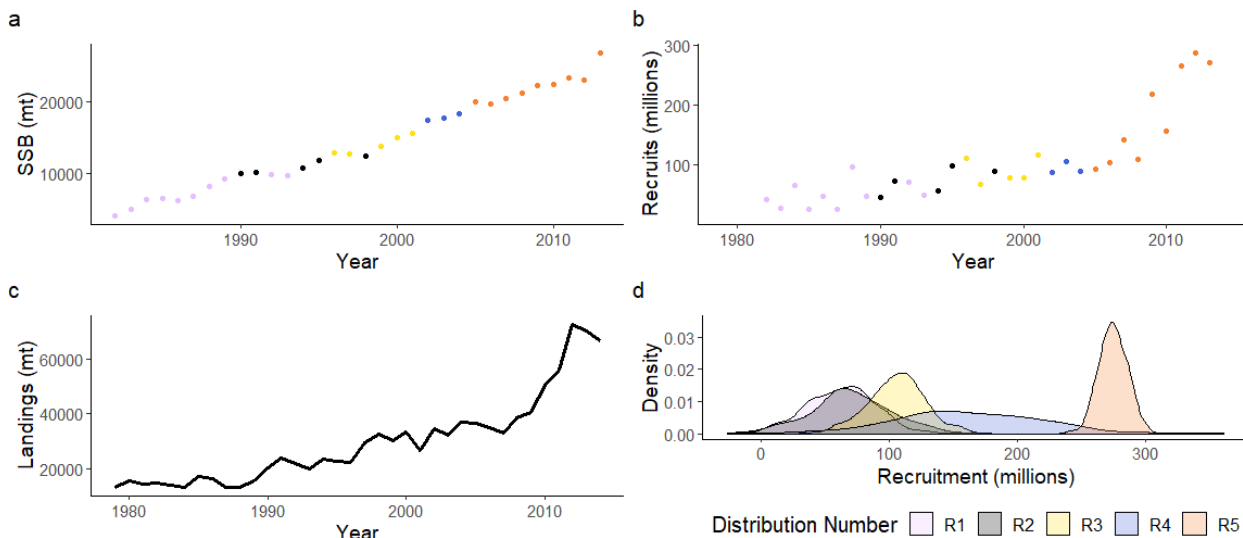 a
SSB (mt)
20000
10000
1990
2000
2010
Year
b
Recruits (millions)
300
200
100
1980
1990
2000
2010
Year
c
Landings (mt)
60000
40000
20000
1980
1990
2000
2010
Year
d
Density
0.03
0.02
0.01
0.00
0
100
200
300
Recruitment (millions)
Distribution Number R1 R2 R3 R4 R5